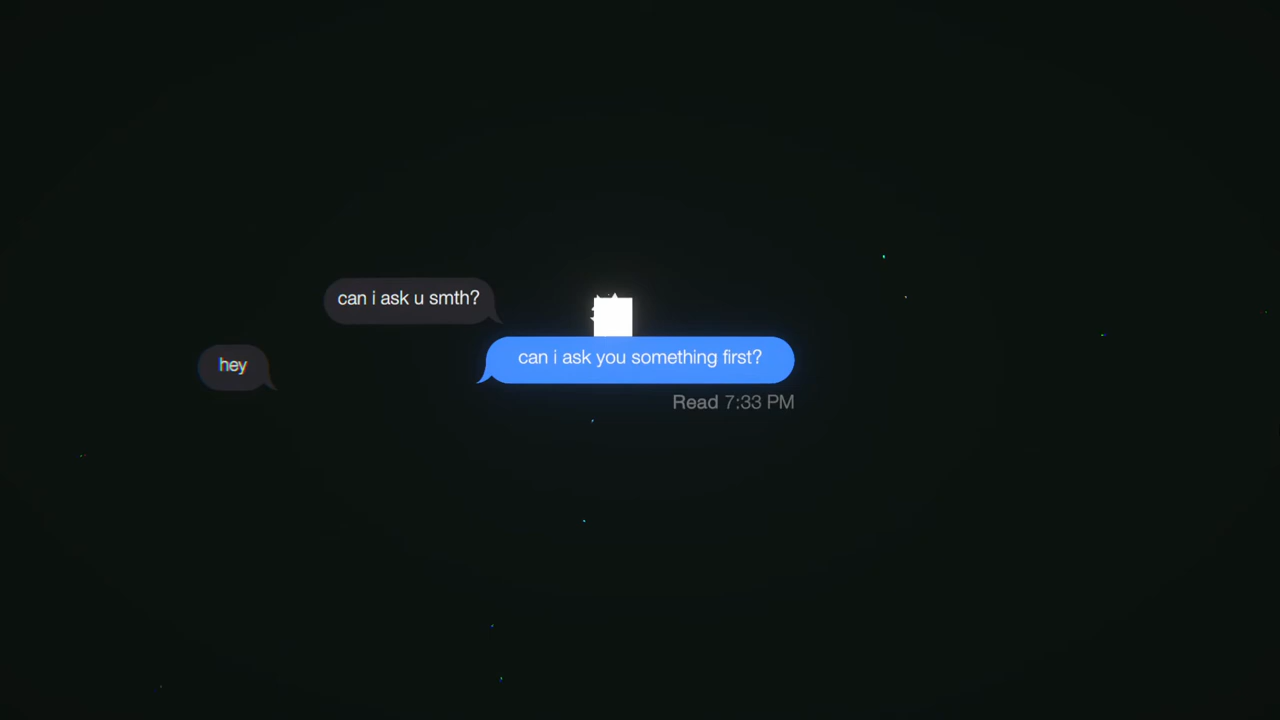 can i ask u smth?
can i ask you something first?
hey
Read 7:33 PM